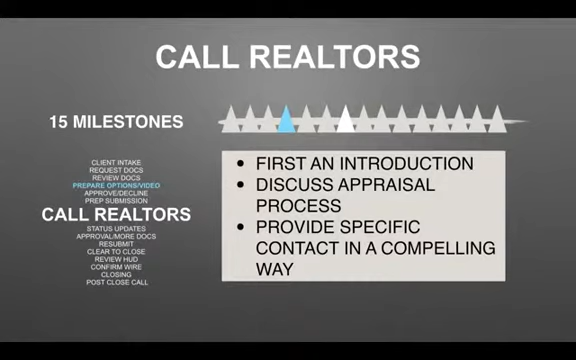 CALL REALTORS
15 MILESTONES
CLIENT INTAKE
REQUEST DOCS
REVIEW DOCS
PREPARE OPTIONS/VIDEO
APPROVE/DECLINE
PREP SUBMISSION
CALL REALTORS
STATUS UPDATES
APPROVAL/MORE DOCS
RESUBMIT
CLEAR TO CLOSE
REVIEW HUD
CONFIRM WIRE
CLOSING
POST CLOSE CALL
• FIRST AN INTRODUCTION
• DISCUSS APPRAISAL
PROCESS
• PROVIDE SPECIFIC
CONTACT IN A COMPELLING
WAY